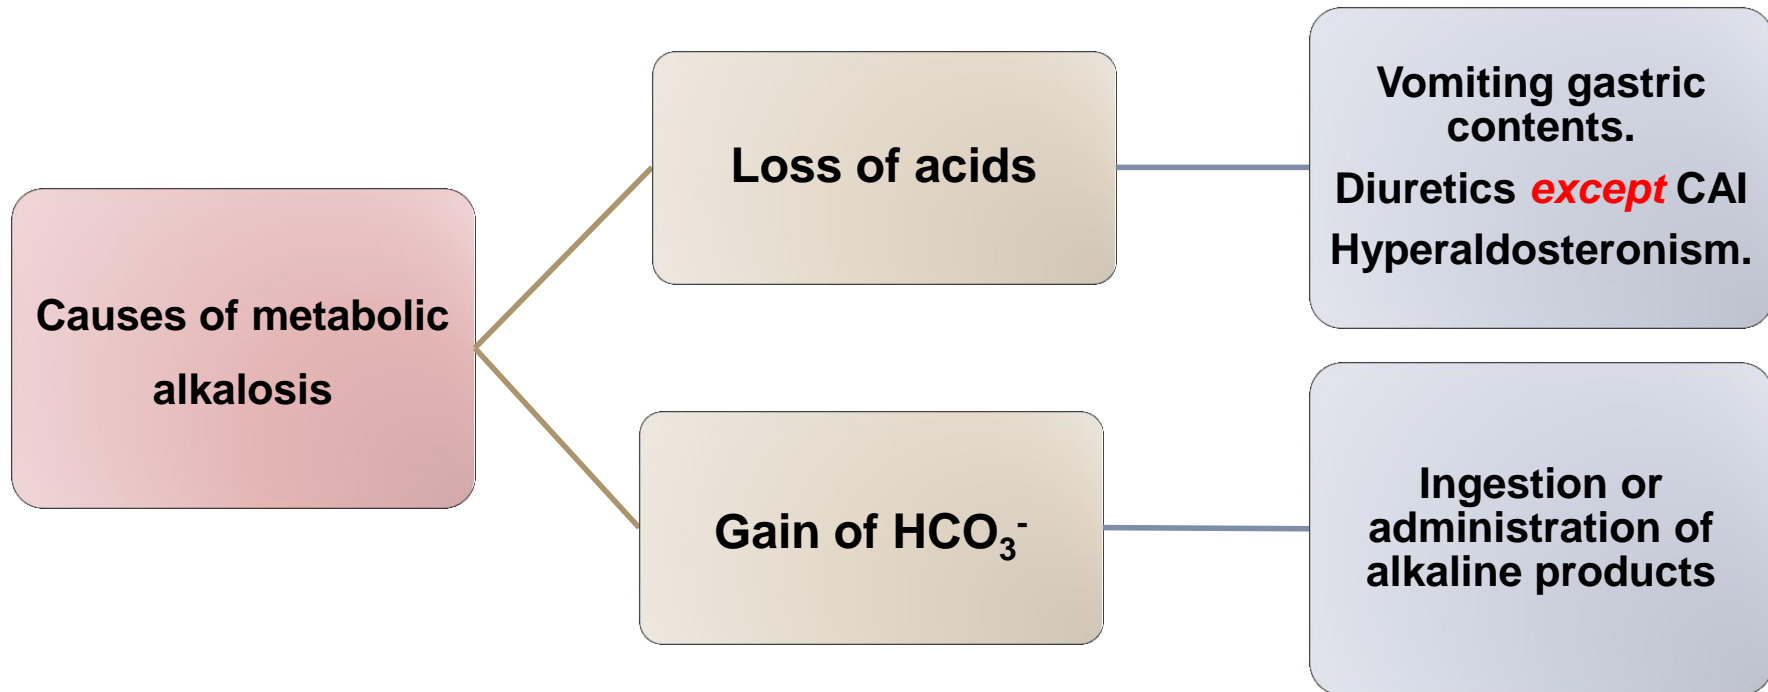 Causes of metabolic
alkalosis
Loss of acids
Vomiting gastric
contents.
Diuretics except CAI
Hyperaldosteronism.
Gain of HCO₃⁻
Ingestion or
administration of
alkaline products